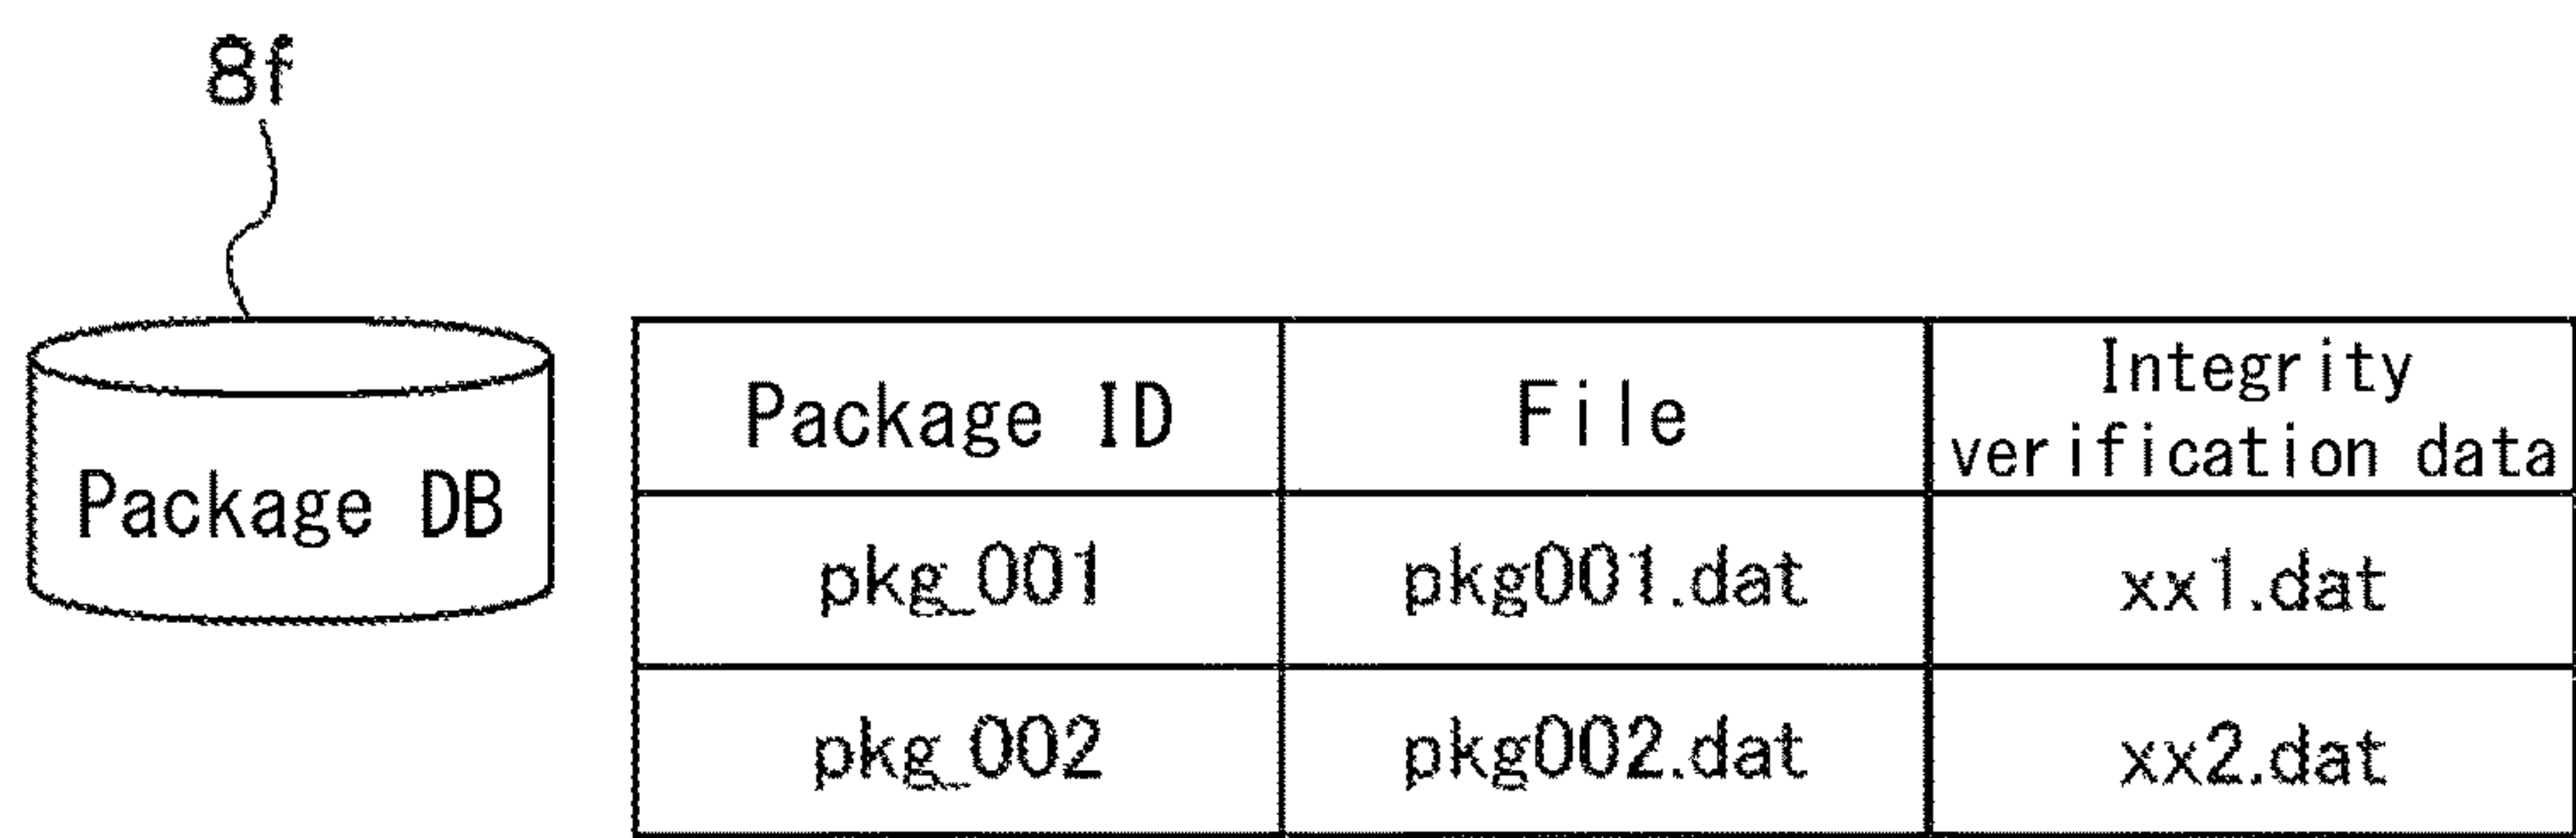 8f
Package DB
Package ID File Integrity verification data
pkg_001 pkg001.dat xx1.dat
pkg_002 pkg002.dat xx2.dat